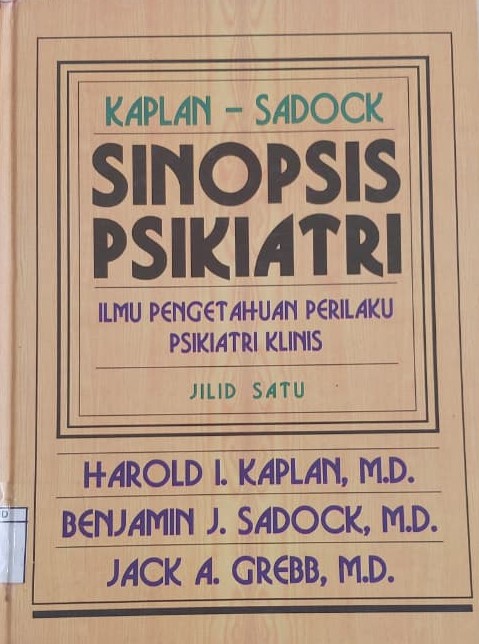 KAPLAN – SADOCK
SINOPSIS
PSIKIATRI
ILMU PENGETAHUAN PERILAKU
PSIKIATRI KLINIS
JILID SATU
HAROLD I. KAPLAN, M.D.
BENJAMIN J. SADOCK, M.D.
JACK A. GREBB, M.D.